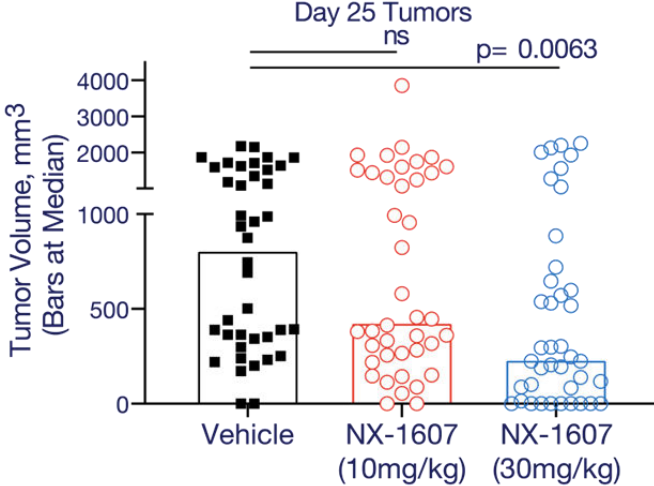 Day 25 Tumors
ns
p= 0.0063
Tumor Volume, mm3
(Bars at Median)
4000
3000
2000
1000
500
0
Vehicle
NX-1607
(10mg/kg)
NX-1607
(30mg/kg)